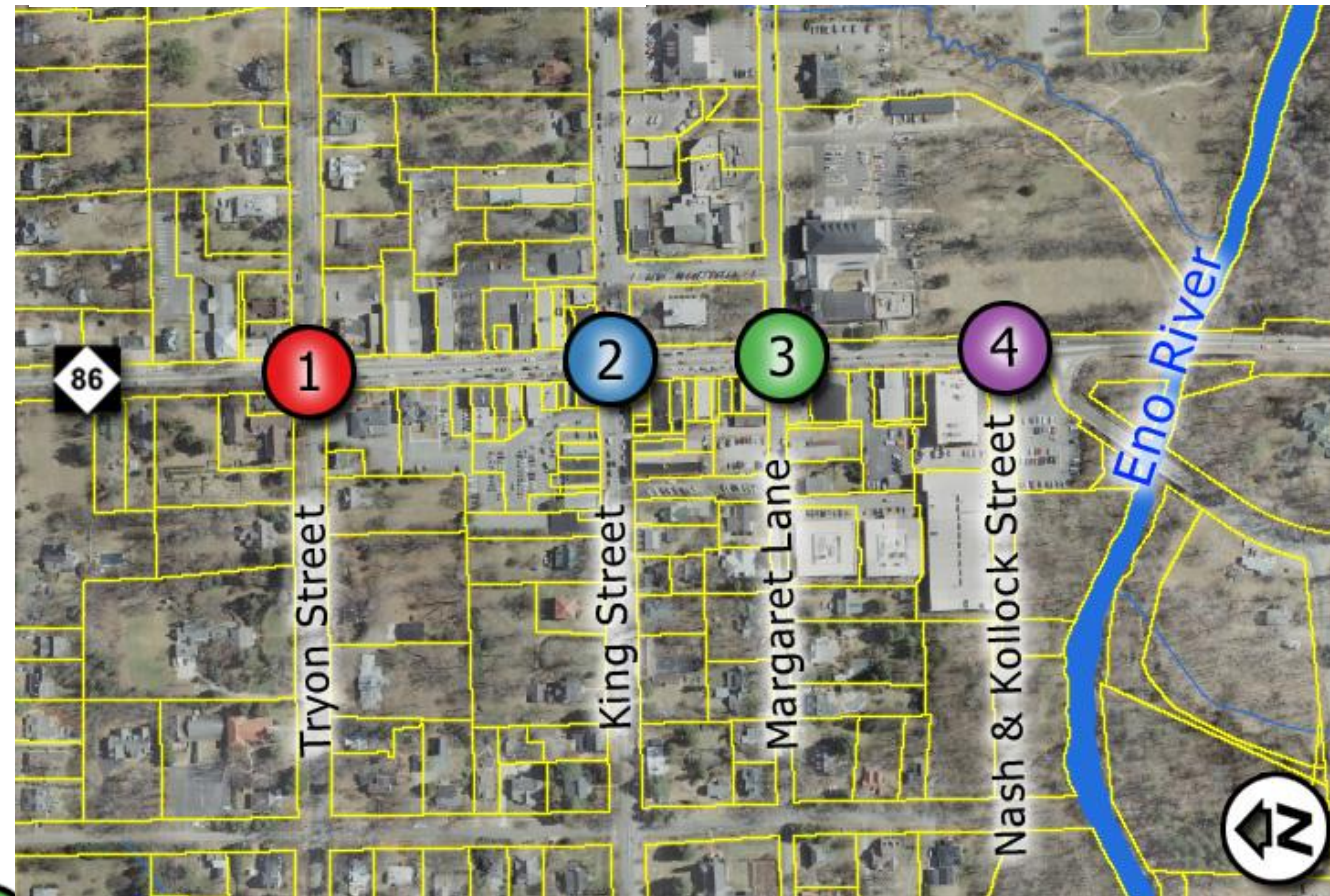 86
1
2
3
4
Tryon Street
King Street
Margaret Lane
Nash & Kollock Street
Eno River
N